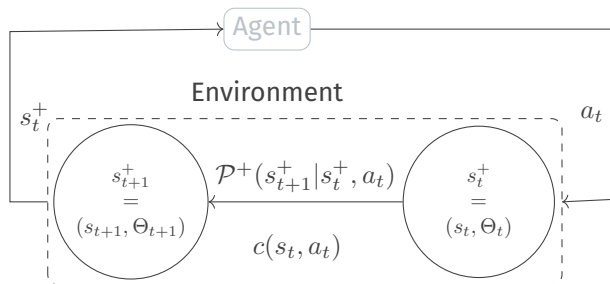 Agent
Environment
s_t^+
a_t
s_{t+1}^+
=
(s_{t+1}, Θ_{t+1})
𝒫^+(s_{t+1}^+|s_t^+, a_t)
c(s_t, a_t)
s_t^+
=
(s_t, Θ_t)